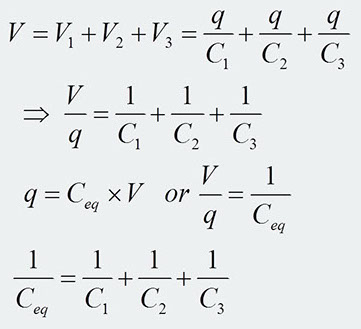 V = V₁ + V₂ + V₃ = q/C₁ + q/C₂ + q/C₃
⇒ V/q = 1/C₁ + 1/C₂ + 1/C₃
q = C_eq × V or V/q = 1/C_eq
1/C_eq = 1/C₁ + 1/C₂ + 1/C₃